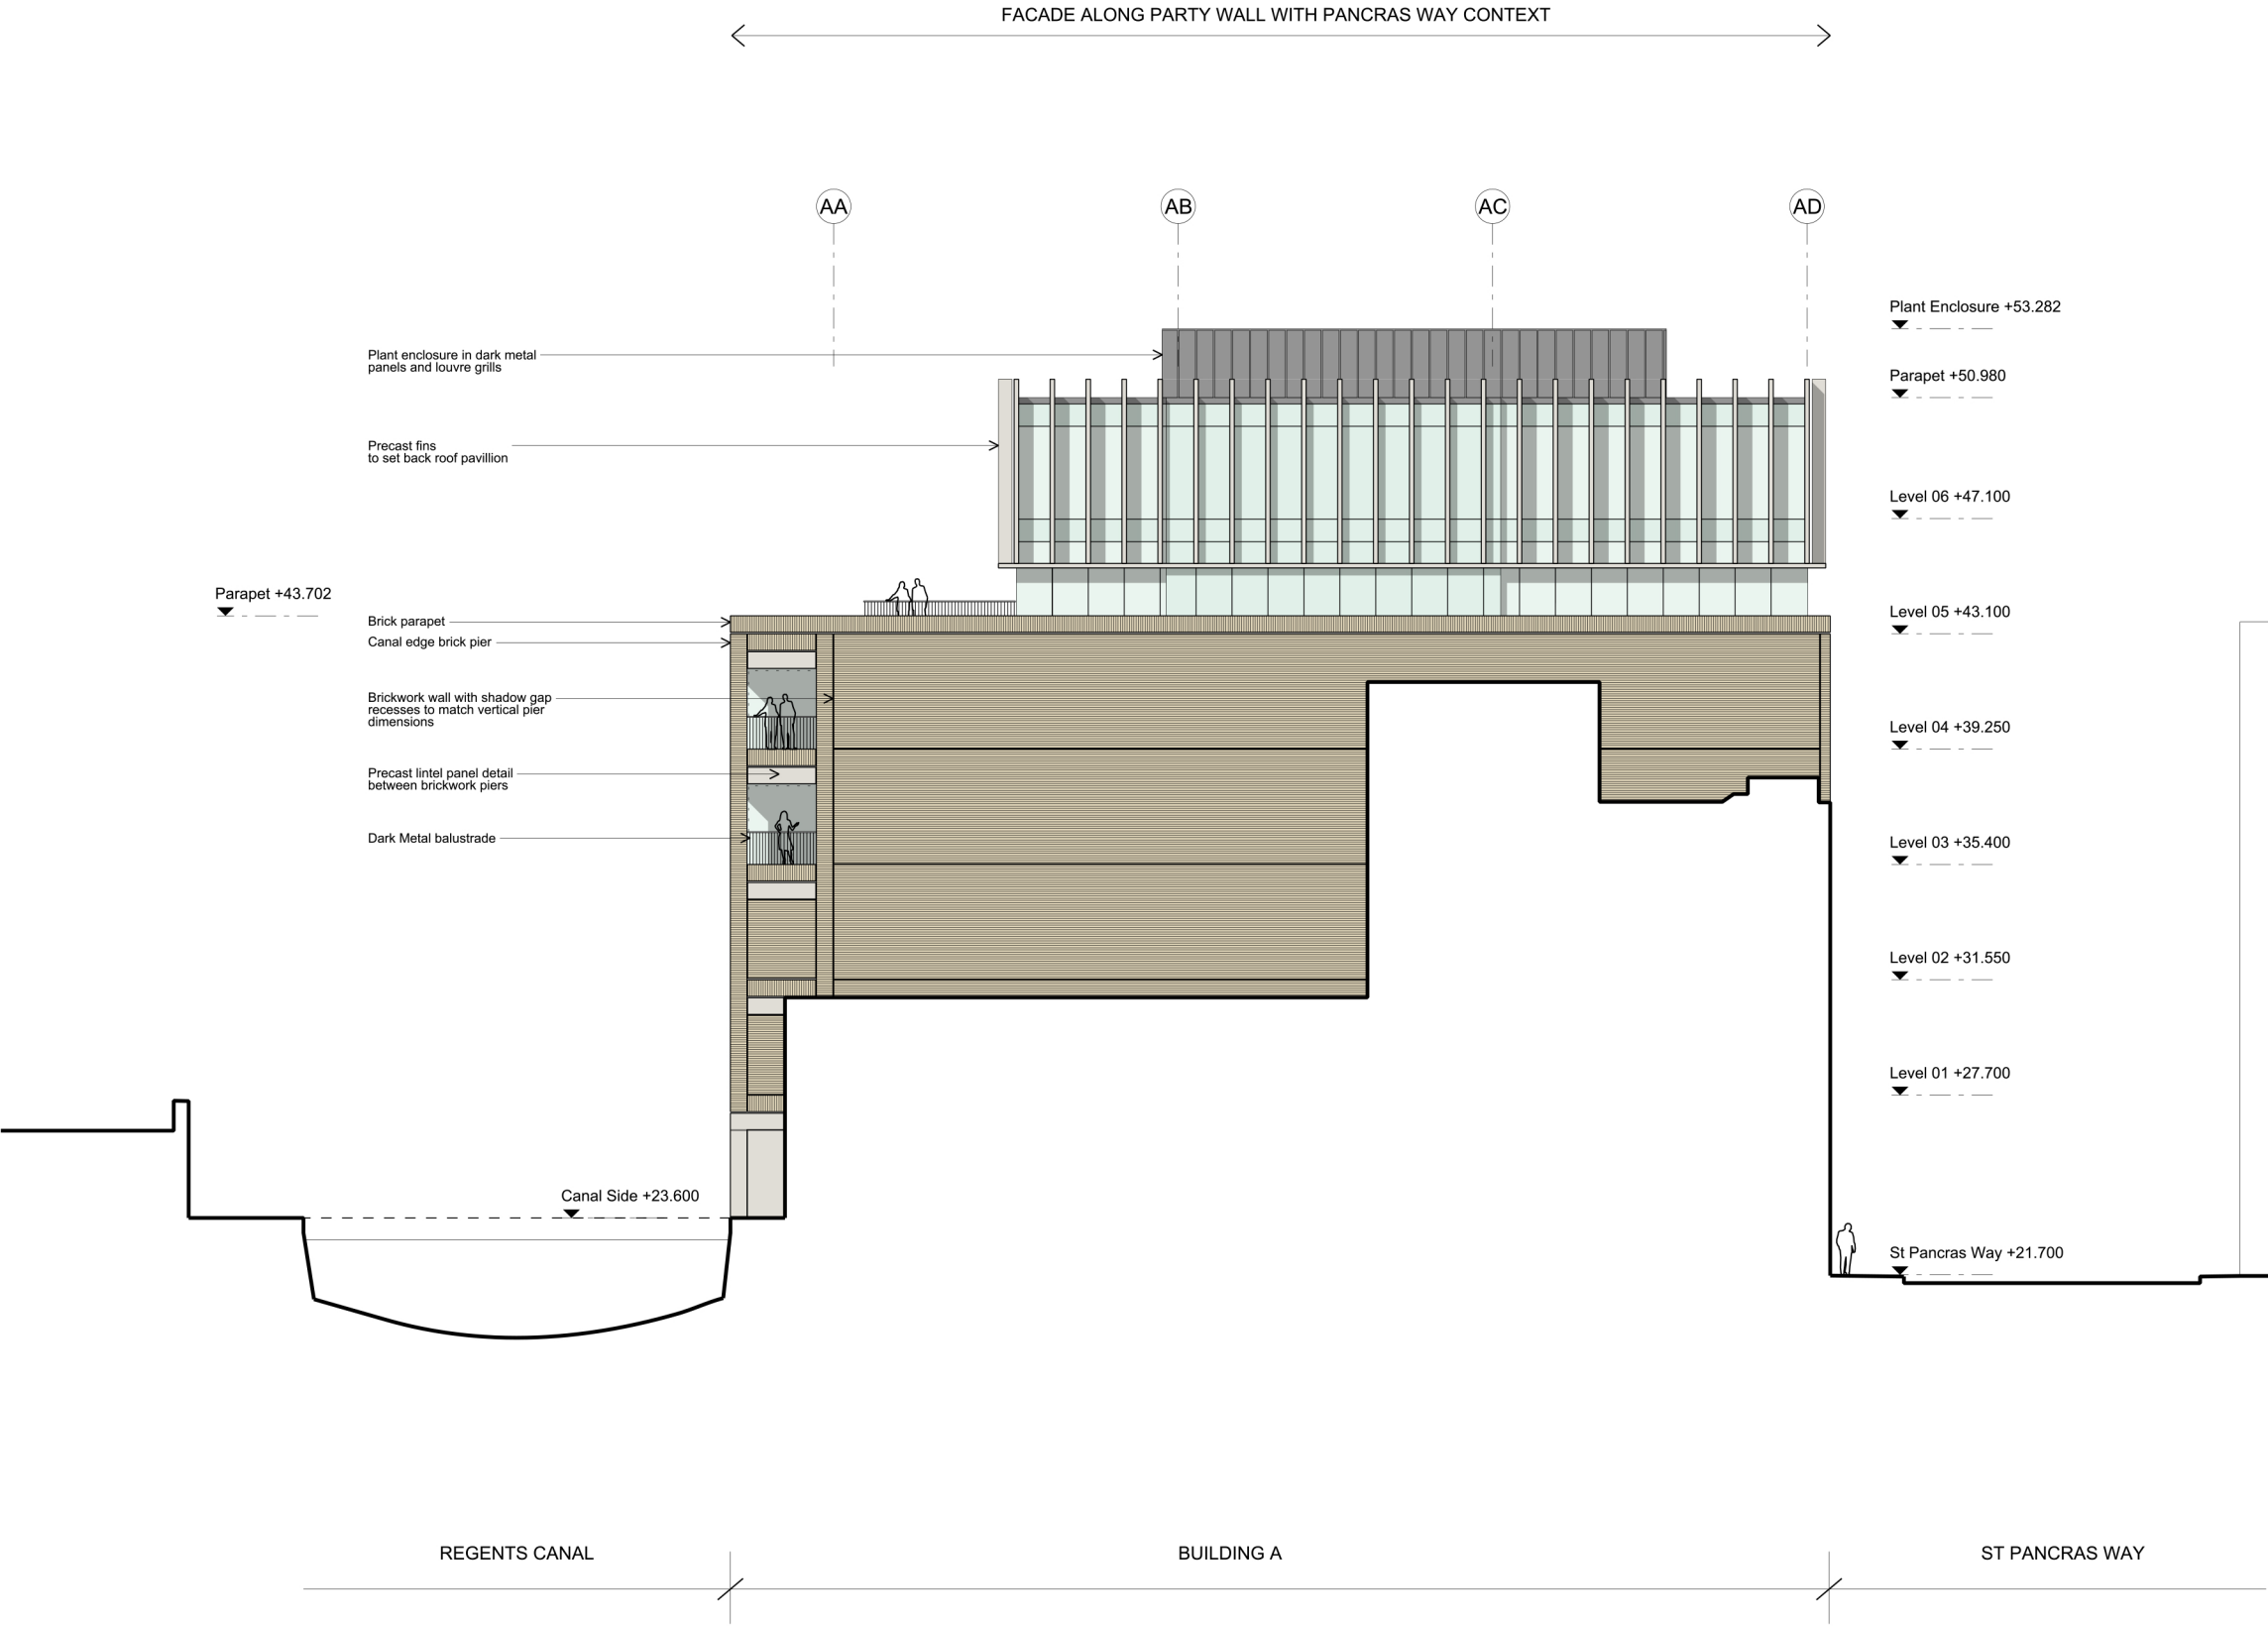 FACADE ALONG PARTY WALL WITH PANCRAS WAY CONTEXT
AA
AB
AC
AD
Plant Enclosure +53.282
Plant enclosure in dark metal
panels and louvre grills
Parapet +50.980
Precast fins
to set back roof pavillion
Level 06 +47.100
Parapet +43.702
Level 05 +43.100
Brick parapet
Canal edge brick pier
Brickwork wall with shadow gap
recesses to match vertical pier
dimensions
Level 04 +39.250
Precast lintel panel detail
between brickwork piers
Dark Metal balustrade
Level 03 +35.400
Level 02 +31.550
Level 01 +27.700
Canal Side +23.600
St Pancras Way +21.700
REGENTS CANAL
BUILDING A
ST PANCRAS WAY